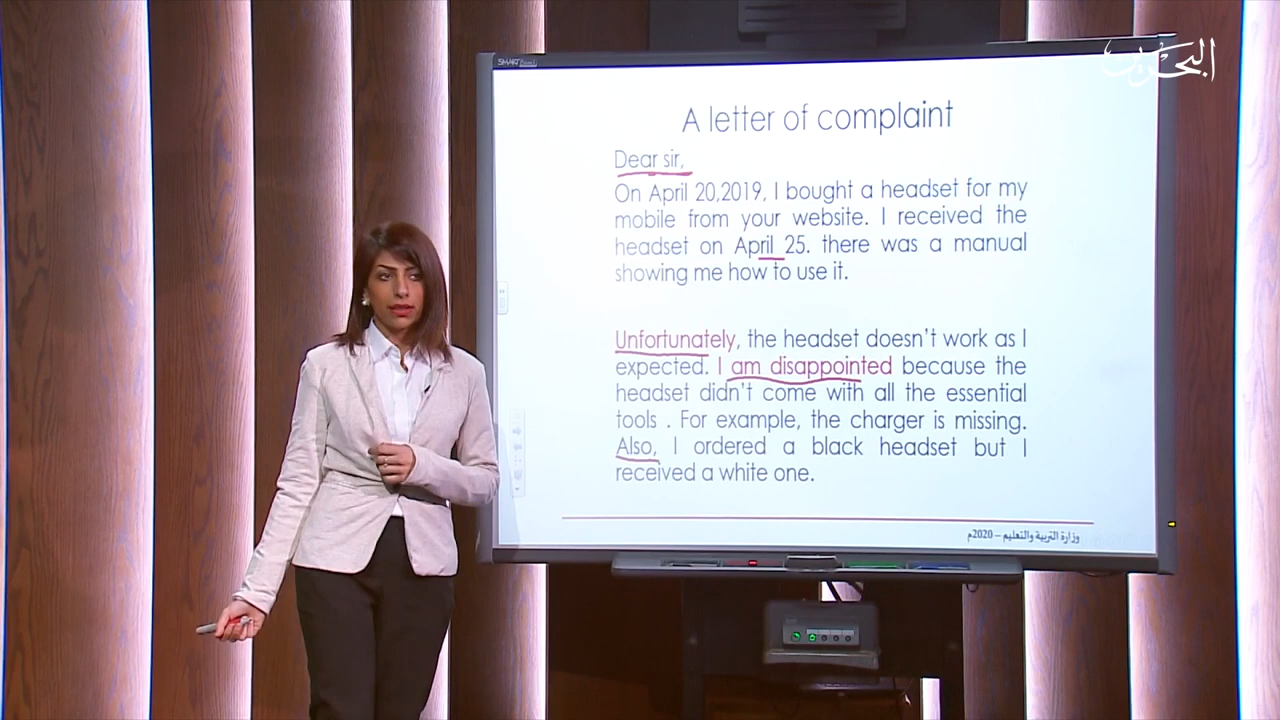 SMART Board
البحرين
A letter of complaint
Dear sir,
On April 20,2019, I bought a headset for my
mobile from your website. I received the
headset on April 25. there was a manual
showing me how to use it.
Unfortunately, the headset doesn't work as I
expected. I am disappointed because the
headset didn't come with all the essential
tools . For example, the charger is missing.
Also, I ordered a black headset but I
received a white one.
وزارة التربية والتعليم – 2020م